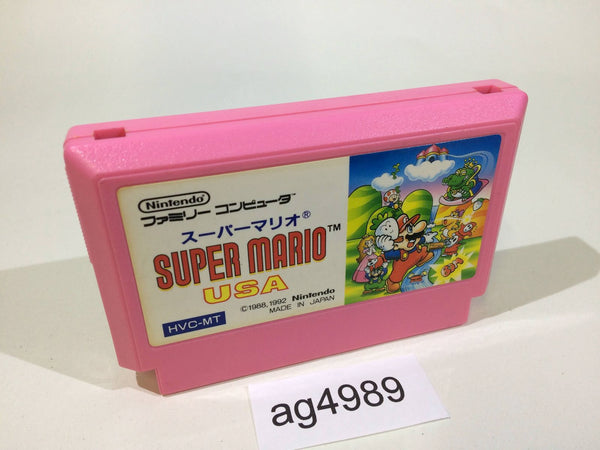 Nintendo
ファミリー コンピュータ
スーパーマリオ®
SUPER MARIO™
USA
©1988,1992 Nintendo
MADE IN JAPAN
HVC-MT
ag4989